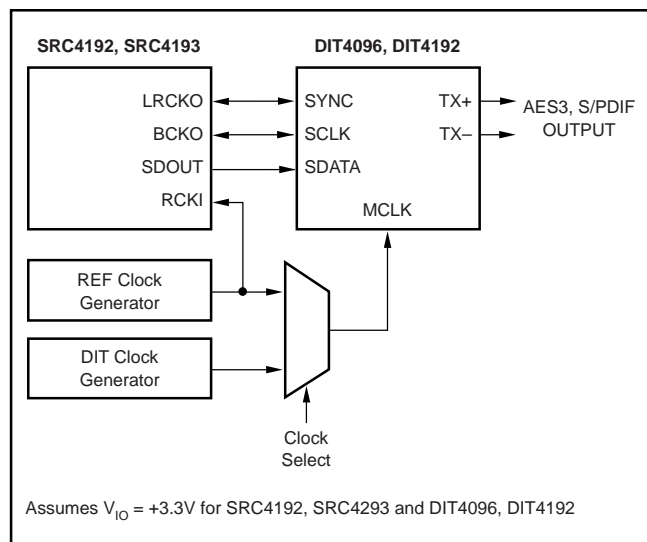 SRC4192, SRC4193
DIT4096, DIT4192
LRCKO
SYNC
TX+
AES3, S/PDIF
OUTPUT
BCKO
SCLK
TX–
SDOUT
SDATA
RCKI
MCLK
REF Clock
Generator
DIT Clock
Generator
Clock
Select
Assumes V_IO = +3.3V for SRC4192, SRC4293 and DIT4096, DIT4192